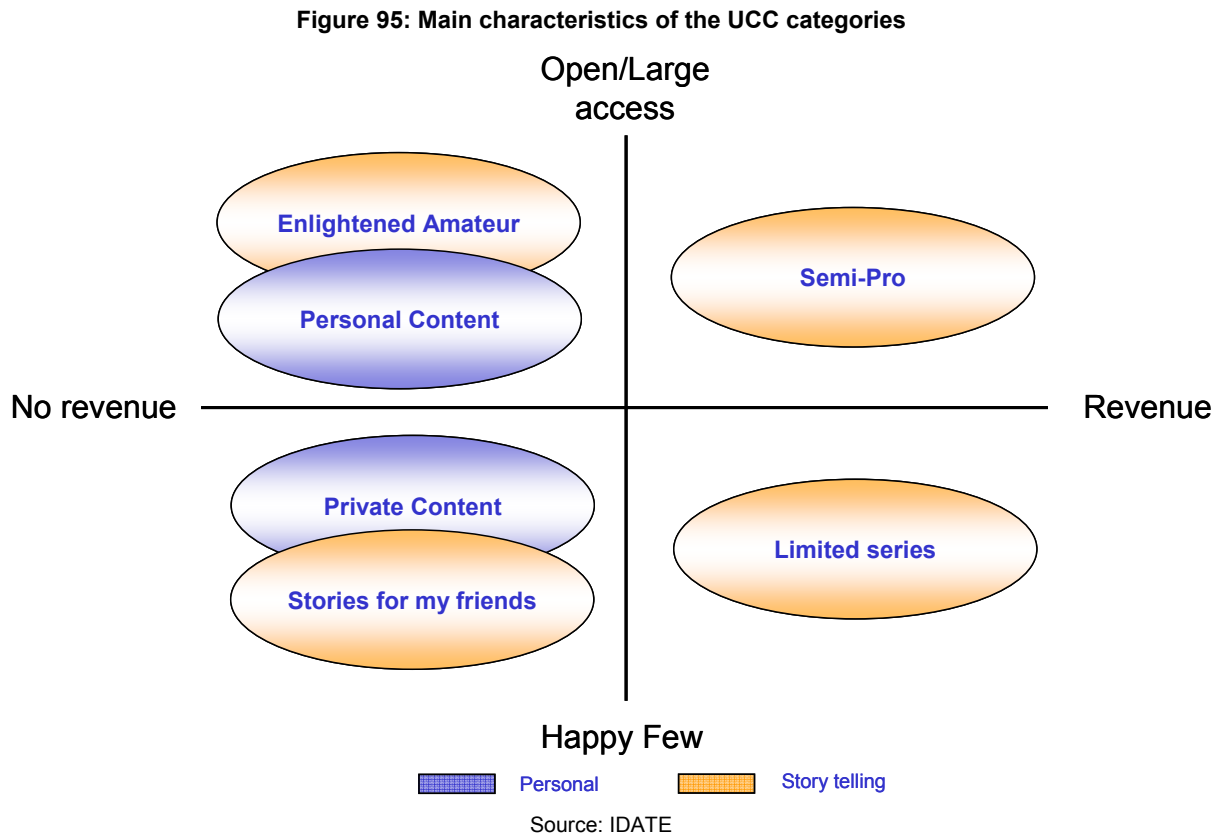 Figure 95: Main characteristics of the UCC categories
Open/Large
access
Enlightened Amateur
Semi-Pro
Personal Content
No revenue
Revenue
Private Content
Limited series
Stories for my friends
Happy Few
Personal
Story telling
Source: IDATE